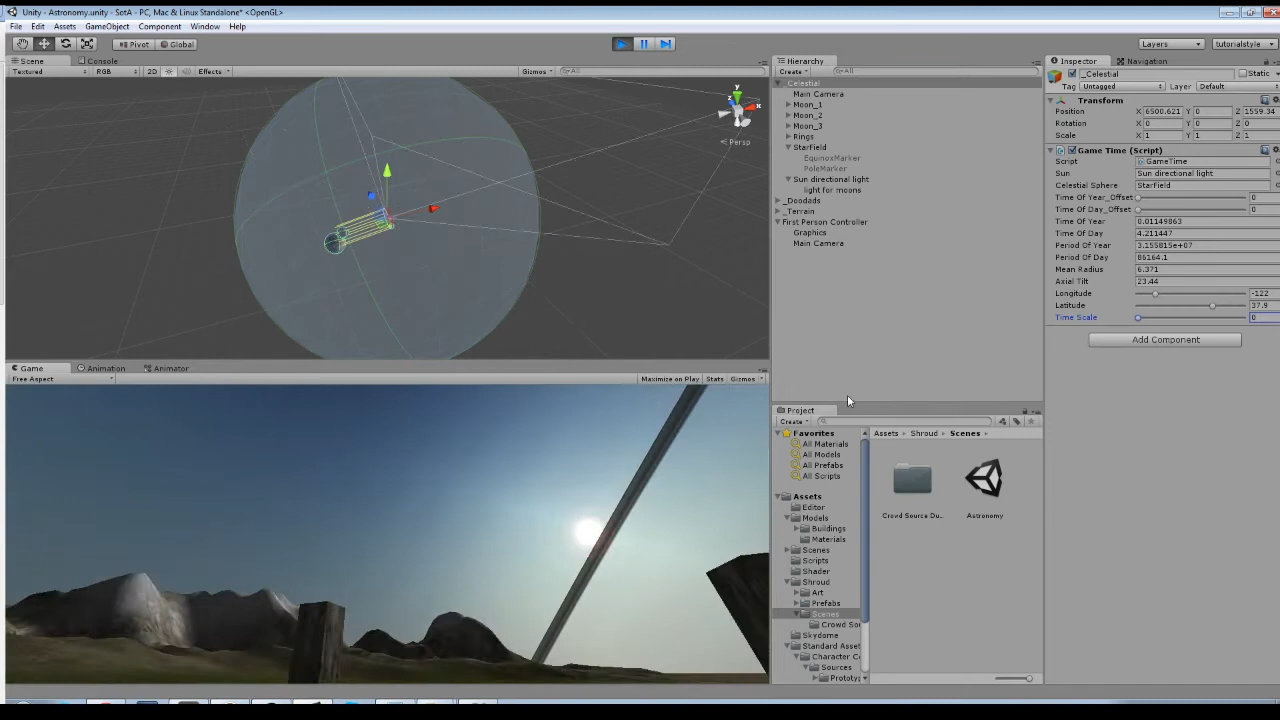 Unity - Astronomy.unity - SotA - PC, Mac & Linux Standalone* <OpenGL>
File Edit Assets GameObject Component Window Help
Pivot Global
Layers
tutorialstyle
Scene Console
Textured RGB 2D Effects Gizmos All
y
x
z
Persp
Hierarchy
Create All
_Celestial
Main Camera
Moon_1
Moon_2
Moon_3
Rings
StarField
EquinoxMarker
PoleMarker
Sun directional light
light for moons
_Doodads
_Terrain
First Person Controller
Graphics
Main Camera
Inspector Navigation
_Celestial Static
Tag Untagged Layer Default
Transform
Position X 6500.621 Y 0 Z 1559.34
Rotation X 0 Y 0 Z 0
Scale X 1 Y 1 Z 1
Game Time (Script)
Script GameTime
Sun Sun directional light
Celestial Sphere StarField
Time Of Year_Offset 0
Time Of Day_Offset 0
Time Of Year 0.01149863
Time Of Day 4.211447
Period Of Year 3.155815e+07
Period Of Day 86164.1
Mean Radius 6.371
Axial Tilt 23.44
Longitude -122
Latitude 37.9
Time Scale 0
Add Component
Game Animation Animator
Free Aspect Maximize on Play Stats Gizmos
Project
Create
Favorites
All Materials
All Models
All Prefabs
All Scripts
Assets
Editor
Models
Buildings
Materials
Scenes
Scripts
Shader
Shroud
Art
Prefabs
Scenes
Crowd Sou
Skydome
Standard Asset
Character C
Sources
Prototy
Assets Shroud Scenes
Crowd Source Du...
Astronomy